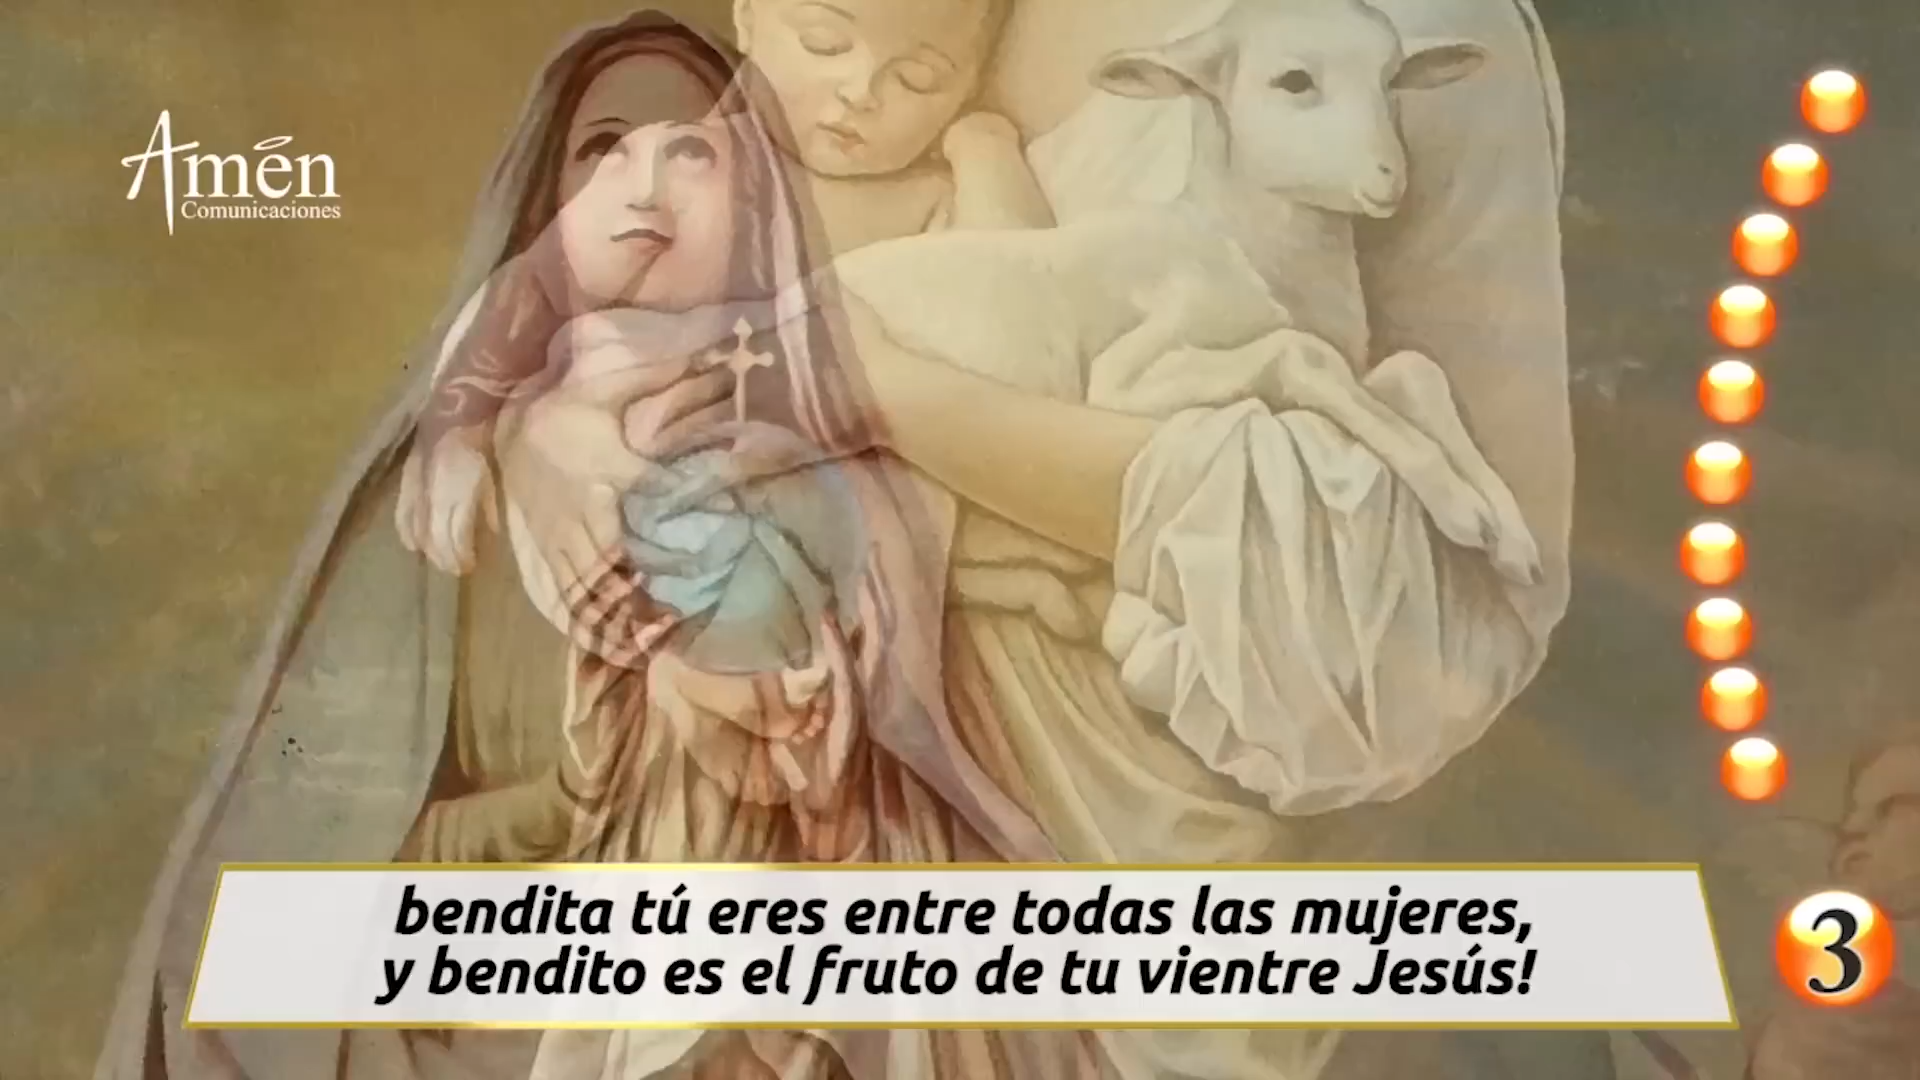 Amén
Comunicaciones
bendita tú eres entre todas las mujeres,
y bendito es el fruto de tu vientre Jesús!
3